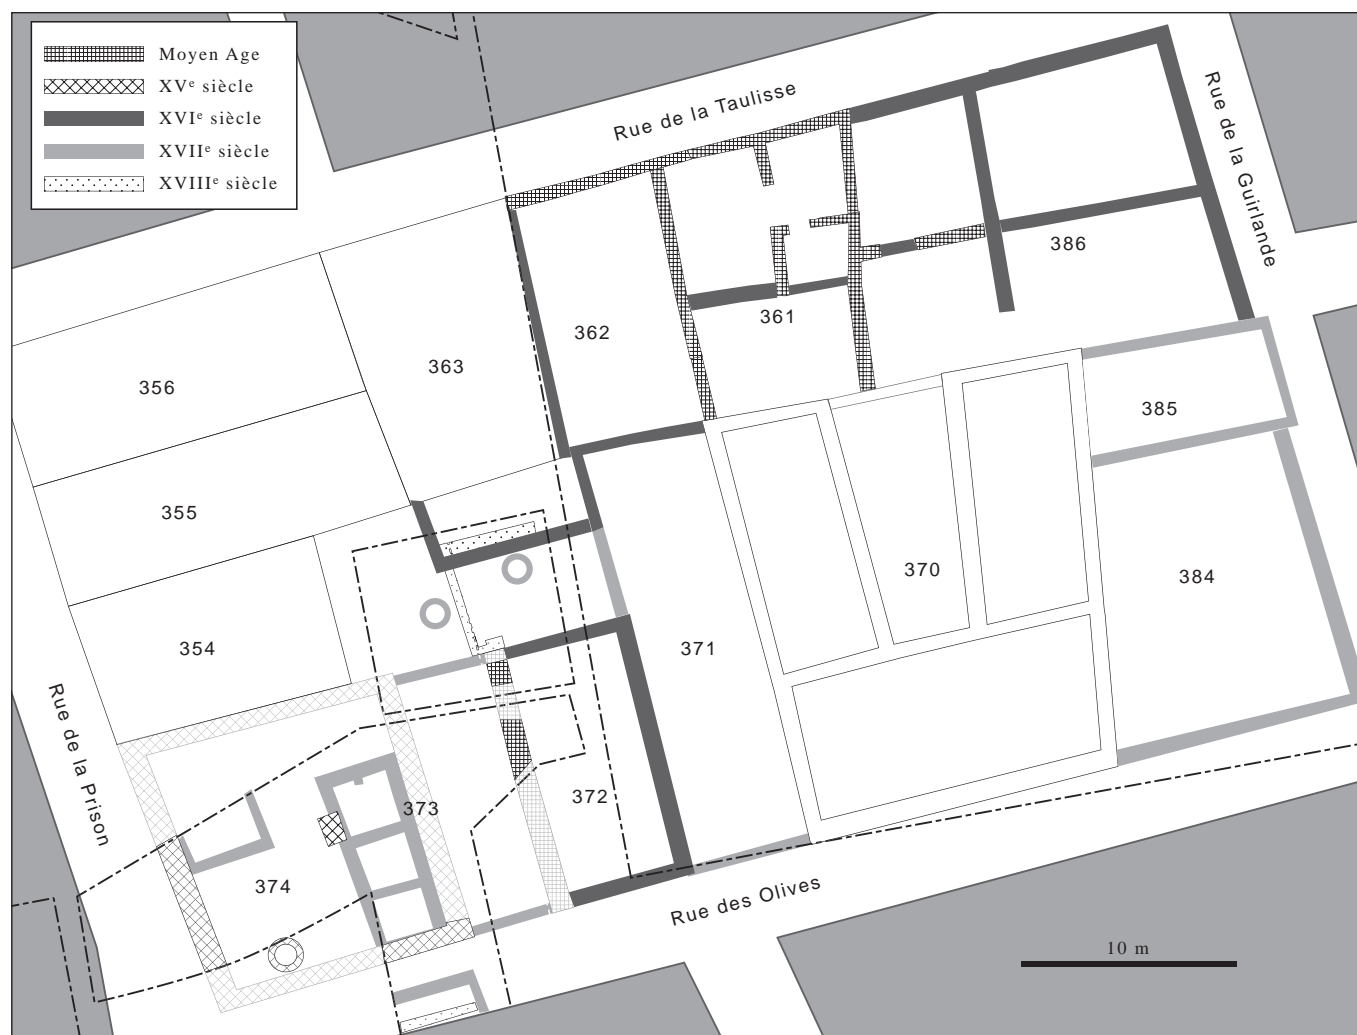 Moyen Age
XVᵉ siècle
XVIᵉ siècle
XVIIᵉ siècle
XVIIIᵉ siècle
Rue de la Taulisse
Rue de la Guirlande
386
362
361
363
356
385
355
370
384
354
371
Rue de la Prison
372
373
374
Rue des Olives
10 m